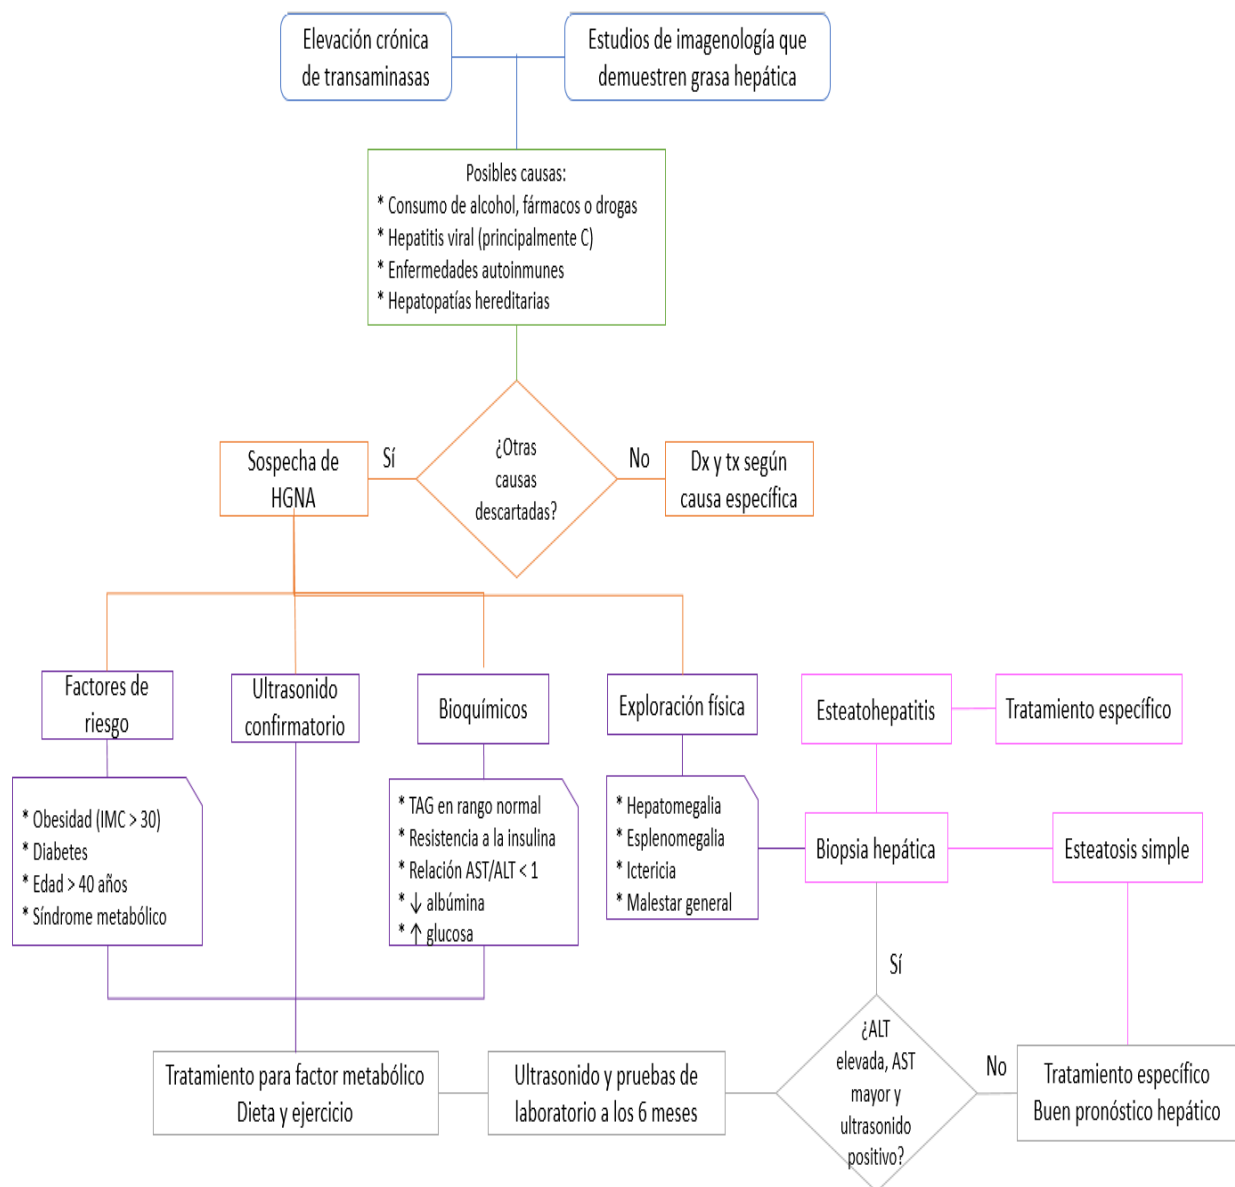 Elevación crónica
de transaminasas
Estudios de imagenología que
demuestren grasa hepática
Posibles causas:
* Consumo de alcohol, fármacos o drogas
* Hepatitis viral (principalmente C)
* Enfermedades autoinmunes
* Hepatopatías hereditarias
¿Otras
causas
descartadas?
Sí
No
Sospecha de
HGNA
Dx y tx según
causa específica
Factores de
riesgo
Ultrasonido
confirmatorio
Bioquímicos
Exploración física
Esteatohepatitis
Tratamiento específico
* Obesidad (IMC > 30)
* Diabetes
* Edad > 40 años
* Síndrome metabólico
* TAG en rango normal
* Resistencia a la insulina
* Relación AST/ALT < 1
* ↓ albúmina
* ↑ glucosa
* Hepatomegalia
* Esplenomegalia
* Ictericia
* Malestar general
Biopsia hepática
Esteatosis simple
Sí
¿ALT
elevada, AST
mayor y
ultrasonido
positivo?
No
Tratamiento para factor metabólico
Dieta y ejercicio
Ultrasonido y pruebas de
laboratorio a los 6 meses
Tratamiento específico
Buen pronóstico hepático